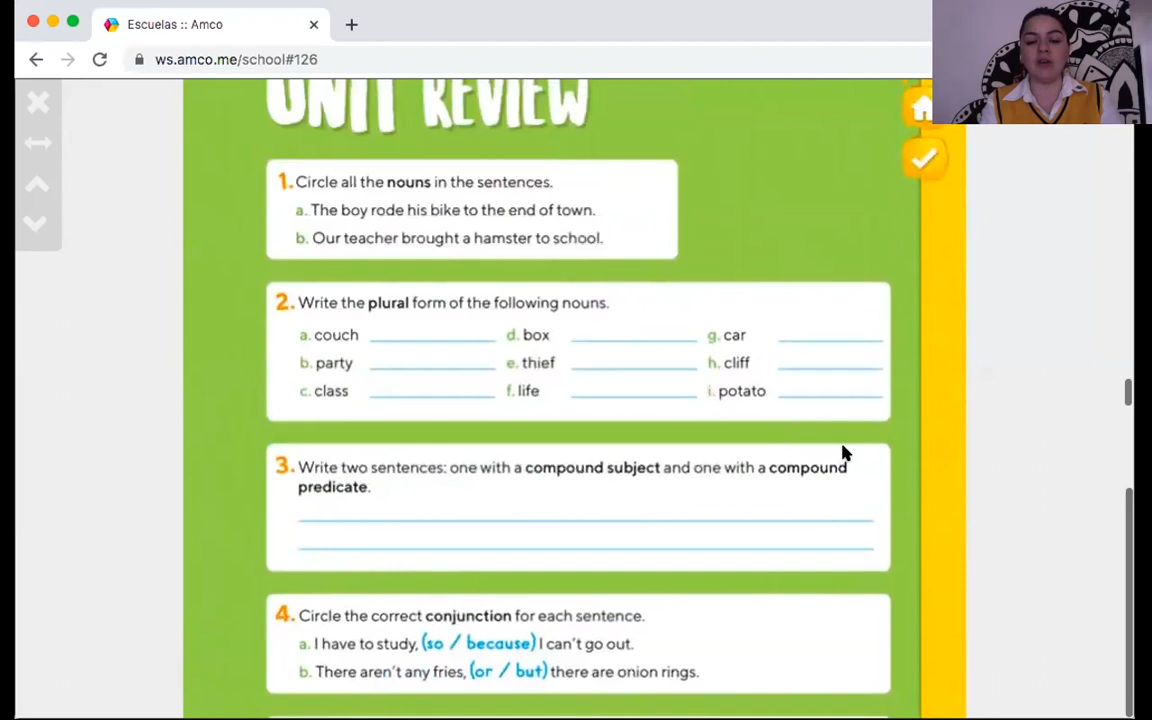 Escuelas :: Amco
ws.amco.me/school#126
UNIT REVIEW
1. Circle all the nouns in the sentences.
a. The boy rode his bike to the end of town.
b. Our teacher brought a hamster to school.
2. Write the plural form of the following nouns.
a. couch d. box g. car
b. party e. thief h. cliff
c. class f. life i. potato
3. Write two sentences: one with a compound subject and one with a compound
predicate.
4. Circle the correct conjunction for each sentence.
a. I have to study, (so / because) I can't go out.
b. There aren't any fries, (or / but) there are onion rings.